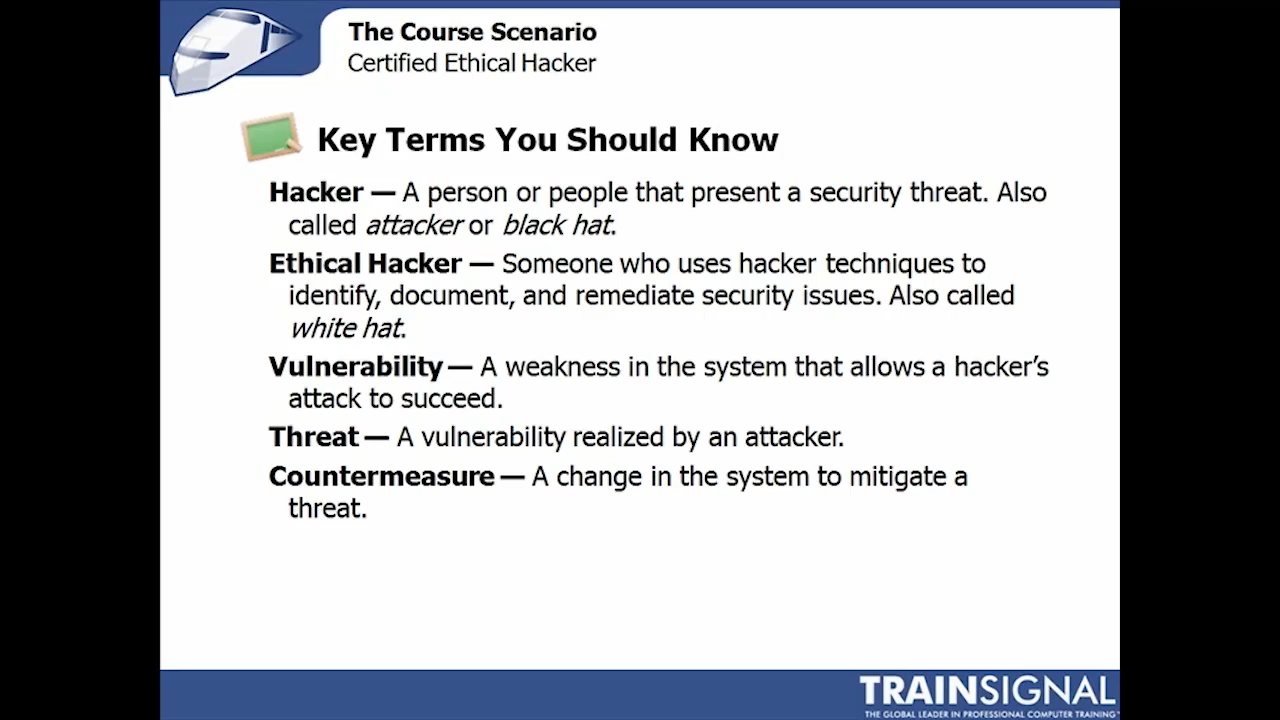 The Course Scenario
Certified Ethical Hacker
Key Terms You Should Know
Hacker — A person or people that present a security threat. Also
called attacker or black hat.
Ethical Hacker — Someone who uses hacker techniques to
identify, document, and remediate security issues. Also called
white hat.
Vulnerability — A weakness in the system that allows a hacker’s
attack to succeed.
Threat — A vulnerability realized by an attacker.
Countermeasure — A change in the system to mitigate a
threat.
TRAINSIGNAL
THE GLOBAL LEADER IN PROFESSIONAL COMPUTER TRAINING